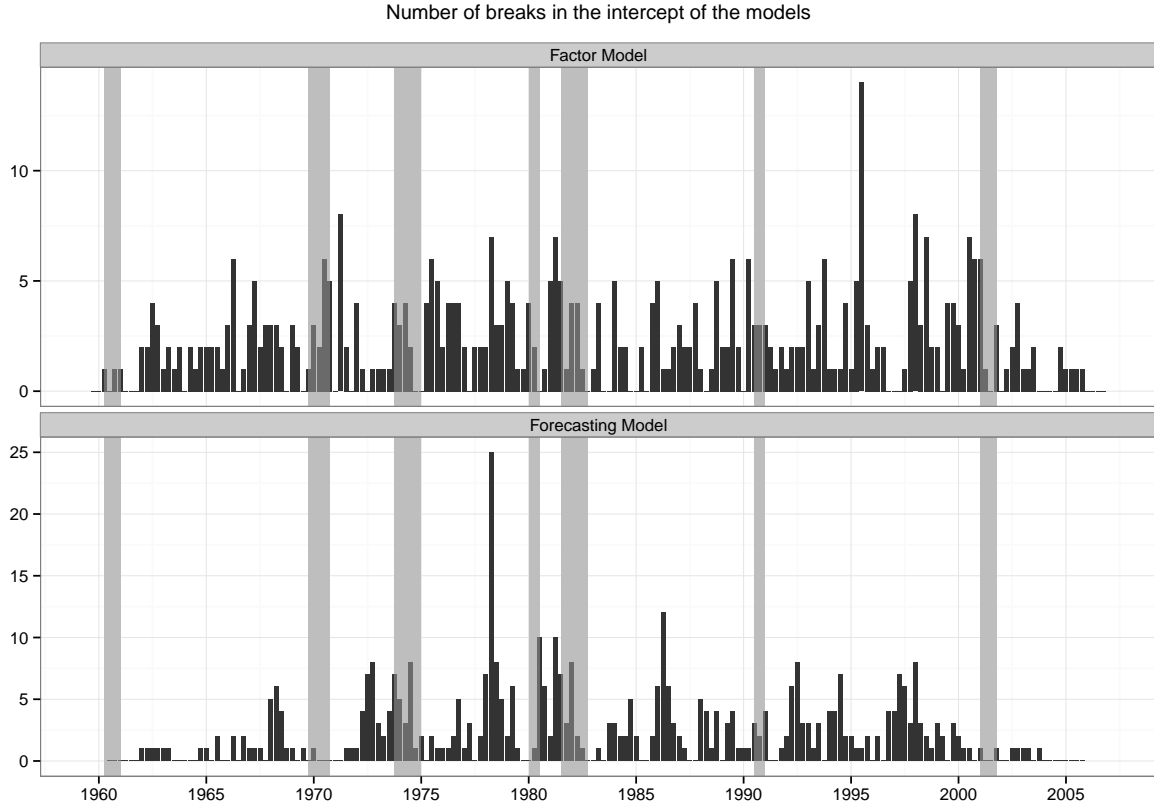 Number of breaks in the intercept of the models
Factor Model
10
5
0
Forecasting Model
25
20
15
10
5
0
1960 1965 1970 1975 1980 1985 1990 1995 2000 2005